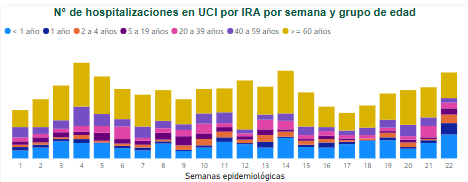 N° de hospitalizaciones en UCI por IRA por semana y grupo de edad
< 1 año 1 año 2 a 4 años 5 a 19 años 20 a 39 años 40 a 59 años >= 60 años
1 2 3 4 5 6 7 8 9 10 11 12 13 14 15 16 17 18 19 20 21 22
Semanas epidemiológicas